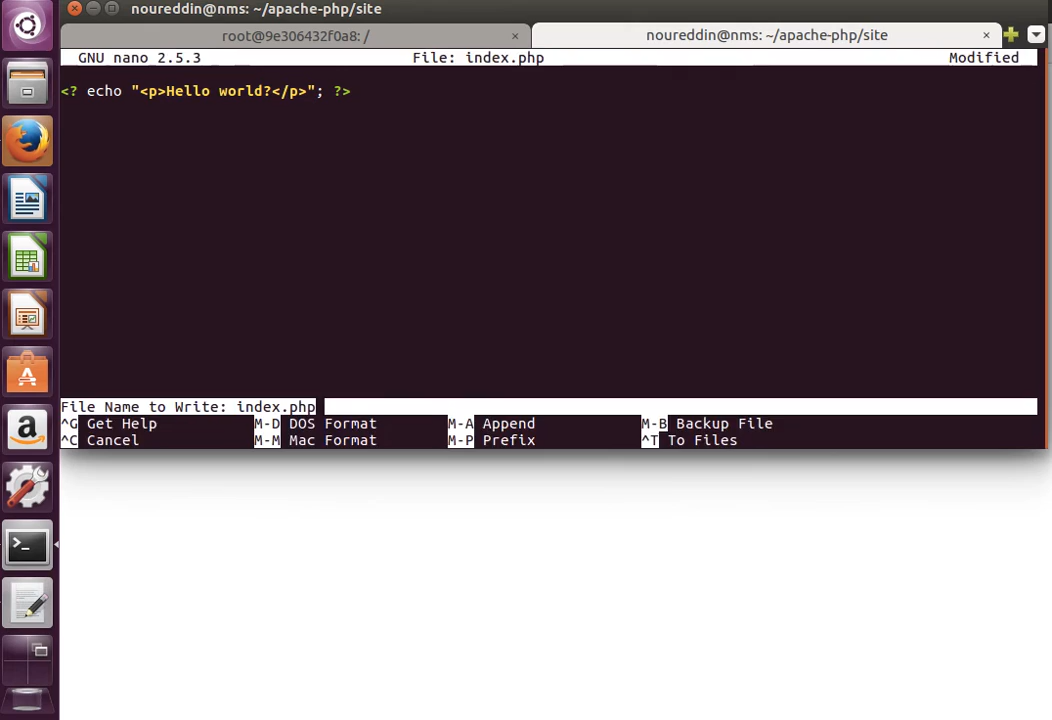 noureddin@nms: ~/apache-php/site
root@9e306432f0a8: / × noureddin@nms: ~/apache-php/site ×
GNU nano 2.5.3 File: index.php Modified
<? echo "<p>Hello world?</p>"; ?>
File Name to Write: index.php
^G Get Help M-D DOS Format M-A Append M-B Backup File
^C Cancel M-M Mac Format M-P Prefix ^T To Files